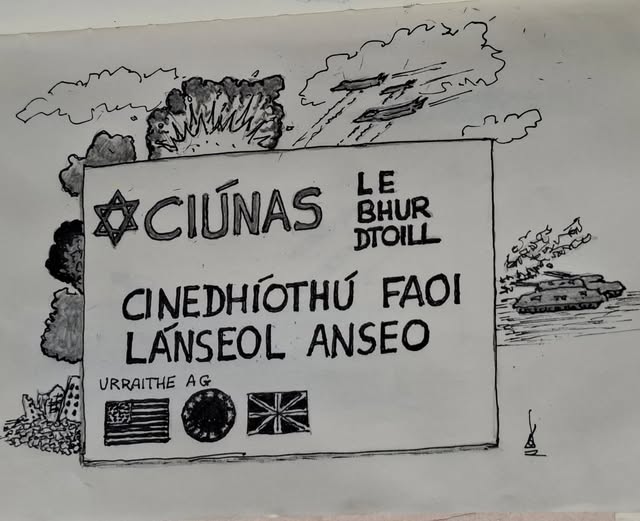 CIÚNAS
LE
BHUR
DTOILL
CINEDHÍOTHÚ FAOI
LÁNSEOL ANSEO
URRAITHE AG